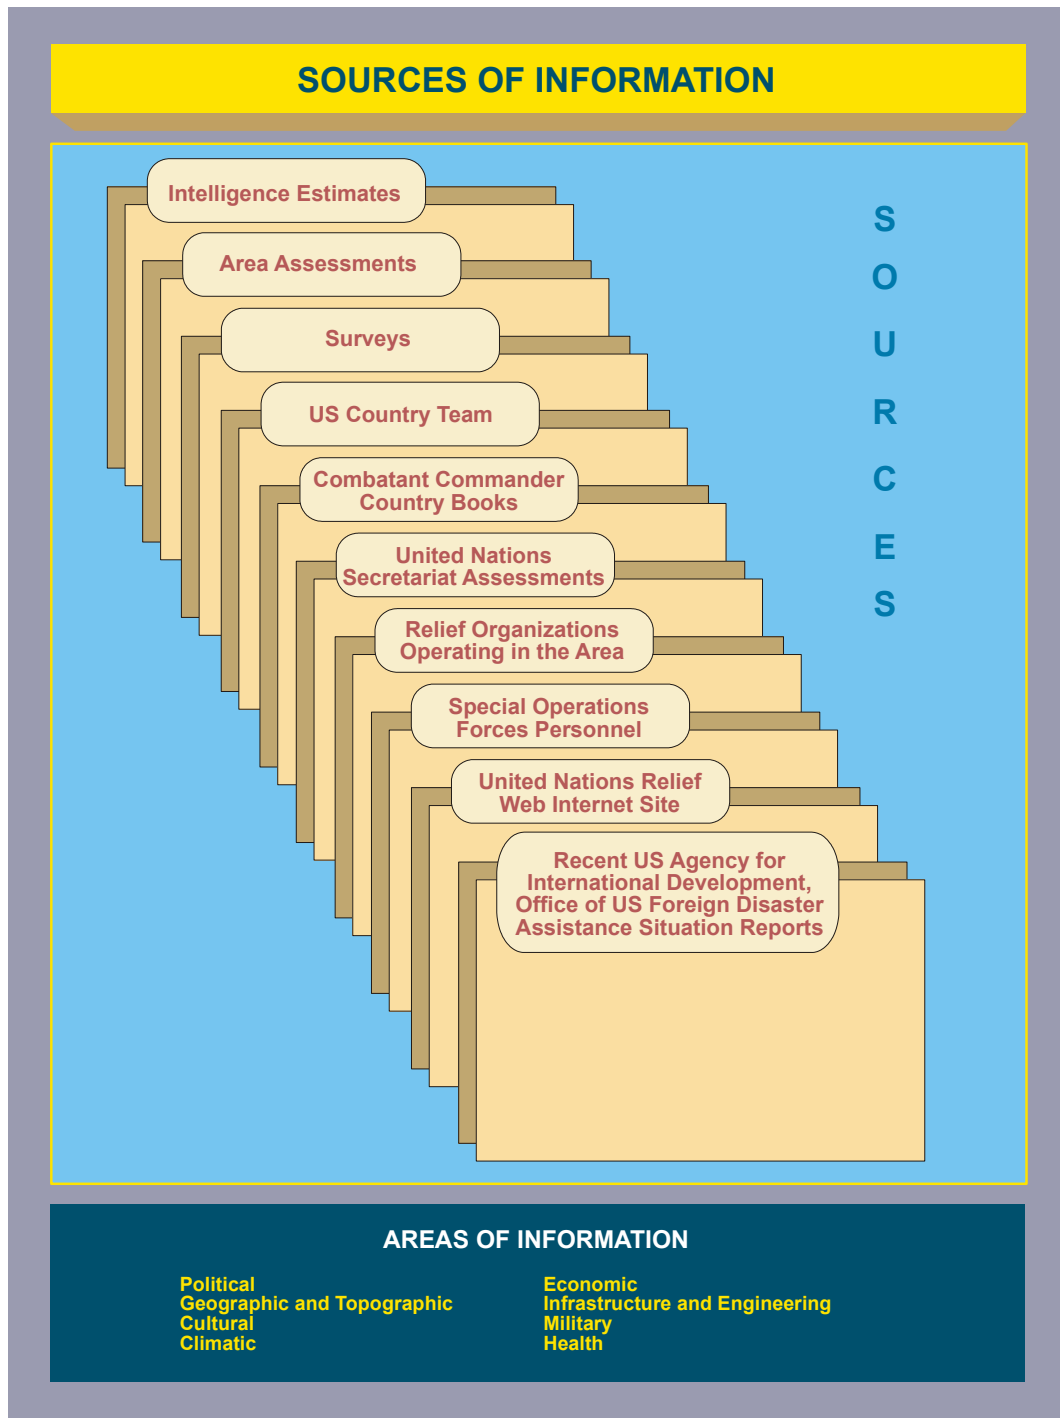 SOURCES OF INFORMATION
Intelligence Estimates
Area Assessments
Surveys
US Country Team
Combatant Commander
Country Books
United Nations
Secretariat Assessments
Relief Organizations
Operating in the Area
Special Operations
Forces Personnel
United Nations Relief
Web Internet Site
Recent US Agency for
International Development,
Office of US Foreign Disaster
Assistance Situation Reports
S
O
U
R
C
E
S
AREAS OF INFORMATION
Political
Geographic and Topographic
Cultural
Climatic
Economic
Infrastructure and Engineering
Military
Health